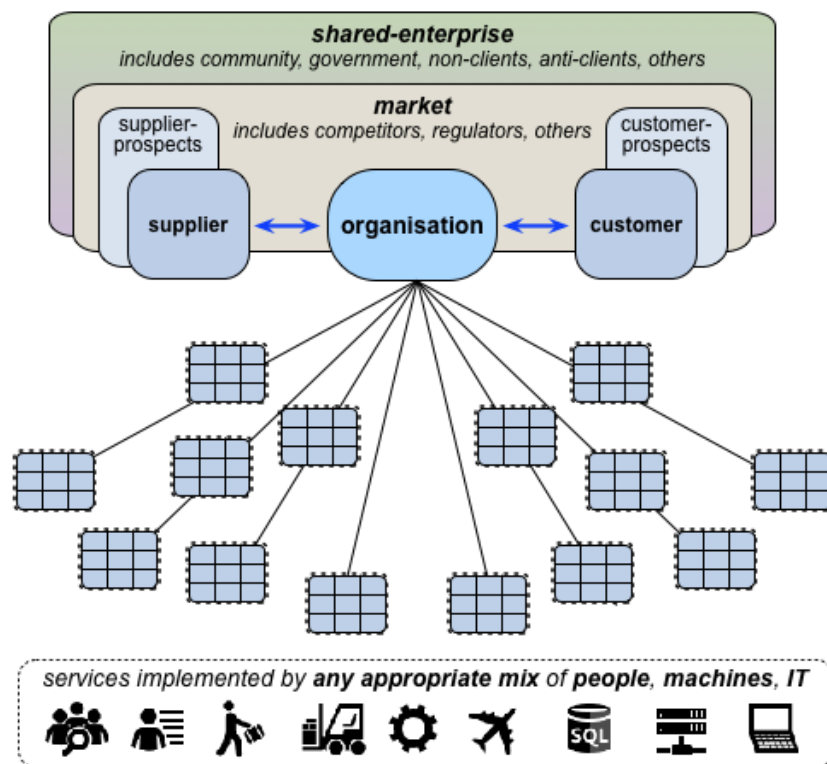 shared-enterprise
includes community, government, non-clients, anti-clients, others
market
includes competitors, regulators, others
supplier-
prospects
customer-
prospects
supplier
organisation
customer
services implemented by any appropriate mix of people, machines, IT
SQL